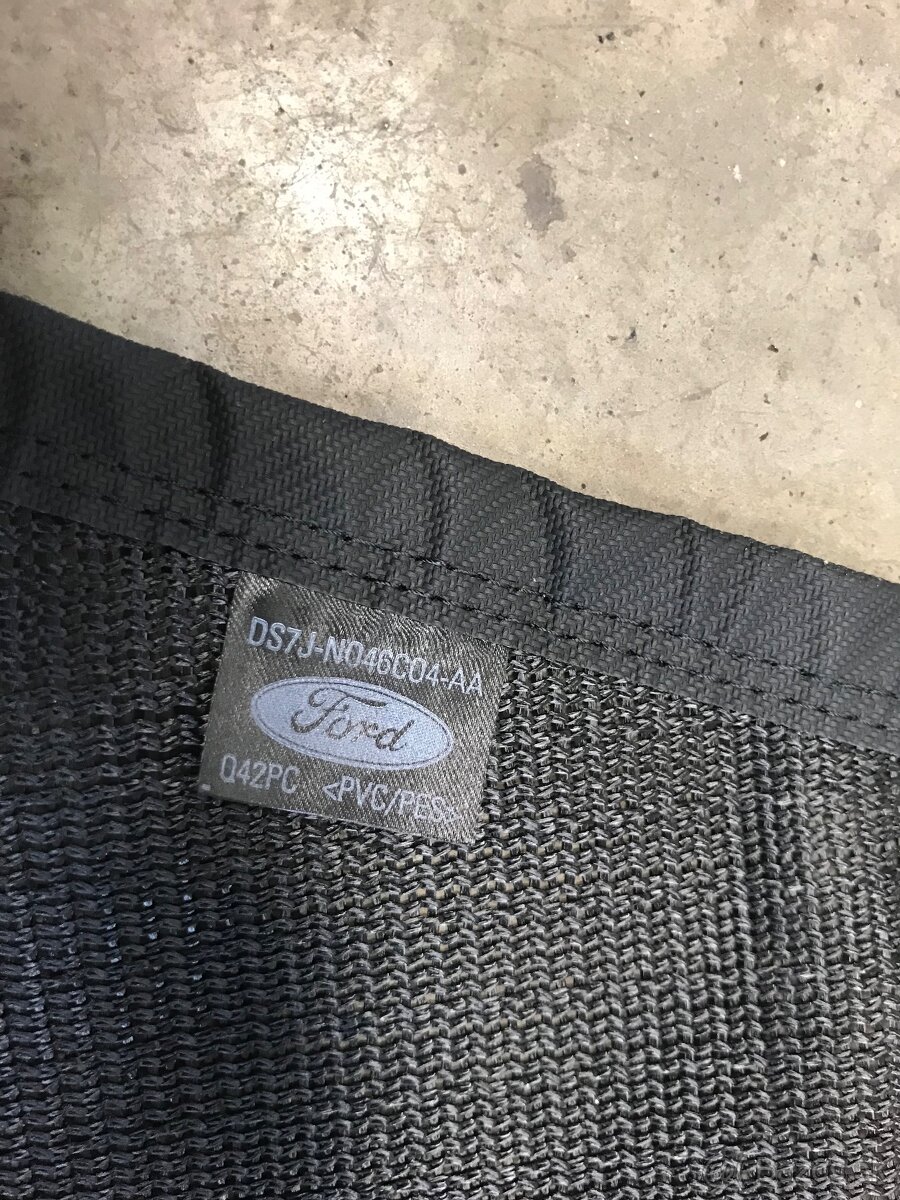 DS7J-N046C04-AA
Ford
Q42PC <PVC/PES>